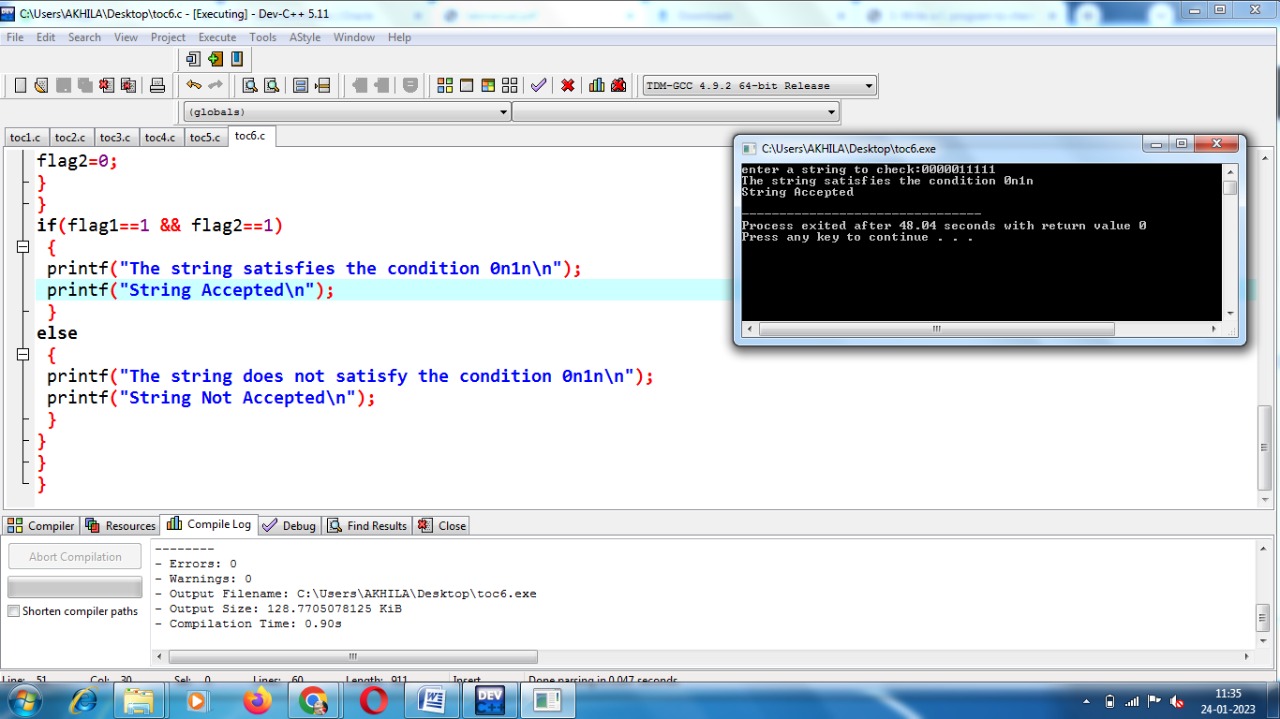 C:\Users\AKHILA\Desktop\toc6.c - [Executing] - Dev-C++ 5.11
File Edit Search View Project Execute Tools AStyle Window Help
TDM-GCC 4.9.2 64-bit Release
(globals)
toc1.c toc2.c toc3.c toc4.c toc5.c toc6.c
flag2=0;
}
}
if(flag1==1 && flag2==1)
{
printf("The string satisfies the condition 0n1n\n");
printf("String Accepted\n");
}
else
{
printf("The string does not satisfy the condition 0n1n\n");
printf("String Not Accepted\n");
}
}
}
}
C:\Users\AKHILA\Desktop\toc6.exe
enter a string to check:0000011111
The string satisfies the condition 0n1n
String Accepted
--------------------------------
Process exited after 48.04 seconds with return value 0
Press any key to continue . . .
Compiler Resources Compile Log Debug Find Results Close
Abort Compilation
Shorten compiler paths
--------
- Errors: 0
- Warnings: 0
- Output Filename: C:\Users\AKHILA\Desktop\toc6.exe
- Output Size: 128.7705078125 KiB
- Compilation Time: 0.90s
Line: 51 Col: 30 Sel: 0 Lines: 60 Length: 911 Insert Done parsing in 0.047 seconds
DEV C++
11:35
24-01-2023